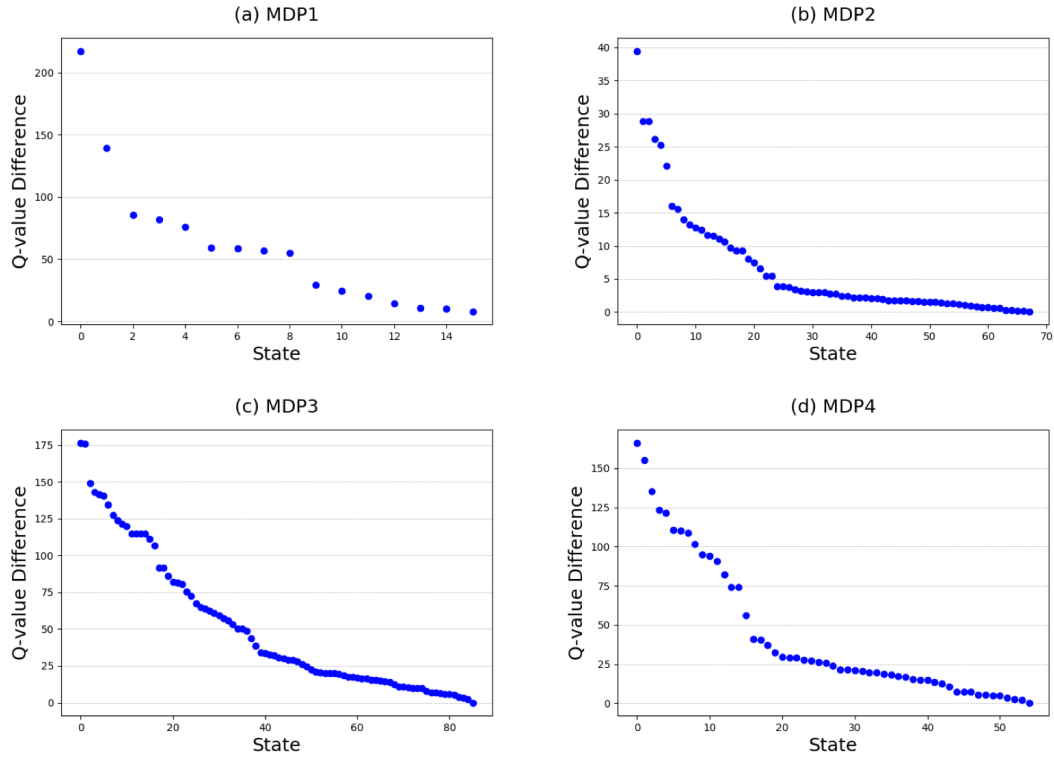 (a) MDP1
Q-value Difference
200
150
100
50
0
0 2 4 6 8 10 12 14
State
(b) MDP2
Q-value Difference
40
35
30
25
20
15
10
5
0
0 10 20 30 40 50 60 70
State
(c) MDP3
Q-value Difference
175
150
125
100
75
50
25
0
0 20 40 60 80
State
(d) MDP4
Q-value Difference
150
125
100
75
50
25
0
0 10 20 30 40 50
State